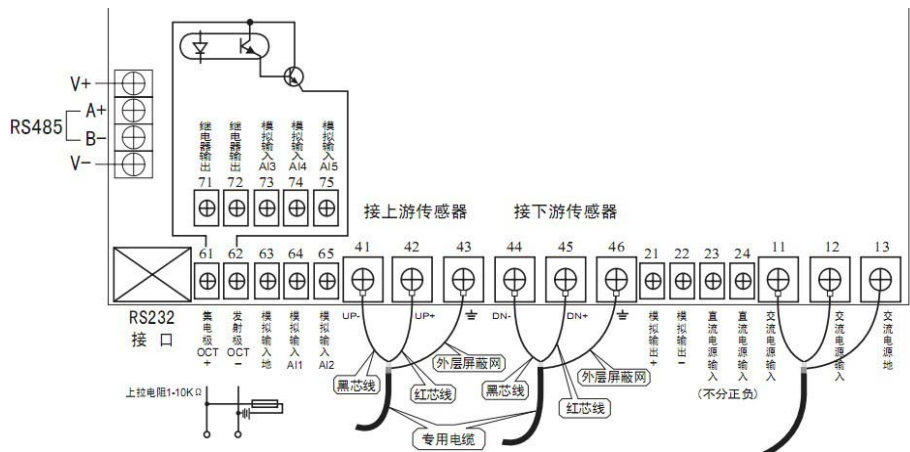 V+
A+
RS485
B-
V-
继电器输出
继电器输出
模拟输入AI3
模拟输入AI4
模拟输入AI5
71
72
73
74
75
接上游传感器
接下游传感器
61
62
63
64
65
41
42
43
44
45
46
21
22
23
24
11
12
13
RS232
接 口
集电极OCT+
发射极OCT-
模拟输入地
模拟输入AI1
模拟输入AI2
UP-
UP+
DN-
DN+
模拟输出+
模拟输出-
直流电源输入
直流电源输入
(不分正负)
交流电源输入
交流电源输入
交流电源地
黑芯线
红芯线
外层屏蔽网
黑芯线
红芯线
外层屏蔽网
专用电缆
上拉电阻1-10KΩ